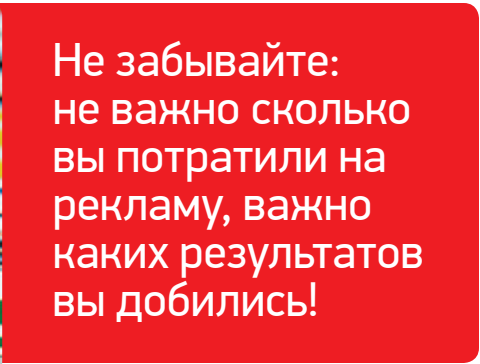 Не забывайте:
не важно сколько
вы потратили на
рекламу, важно
каких результатов
вы добились!